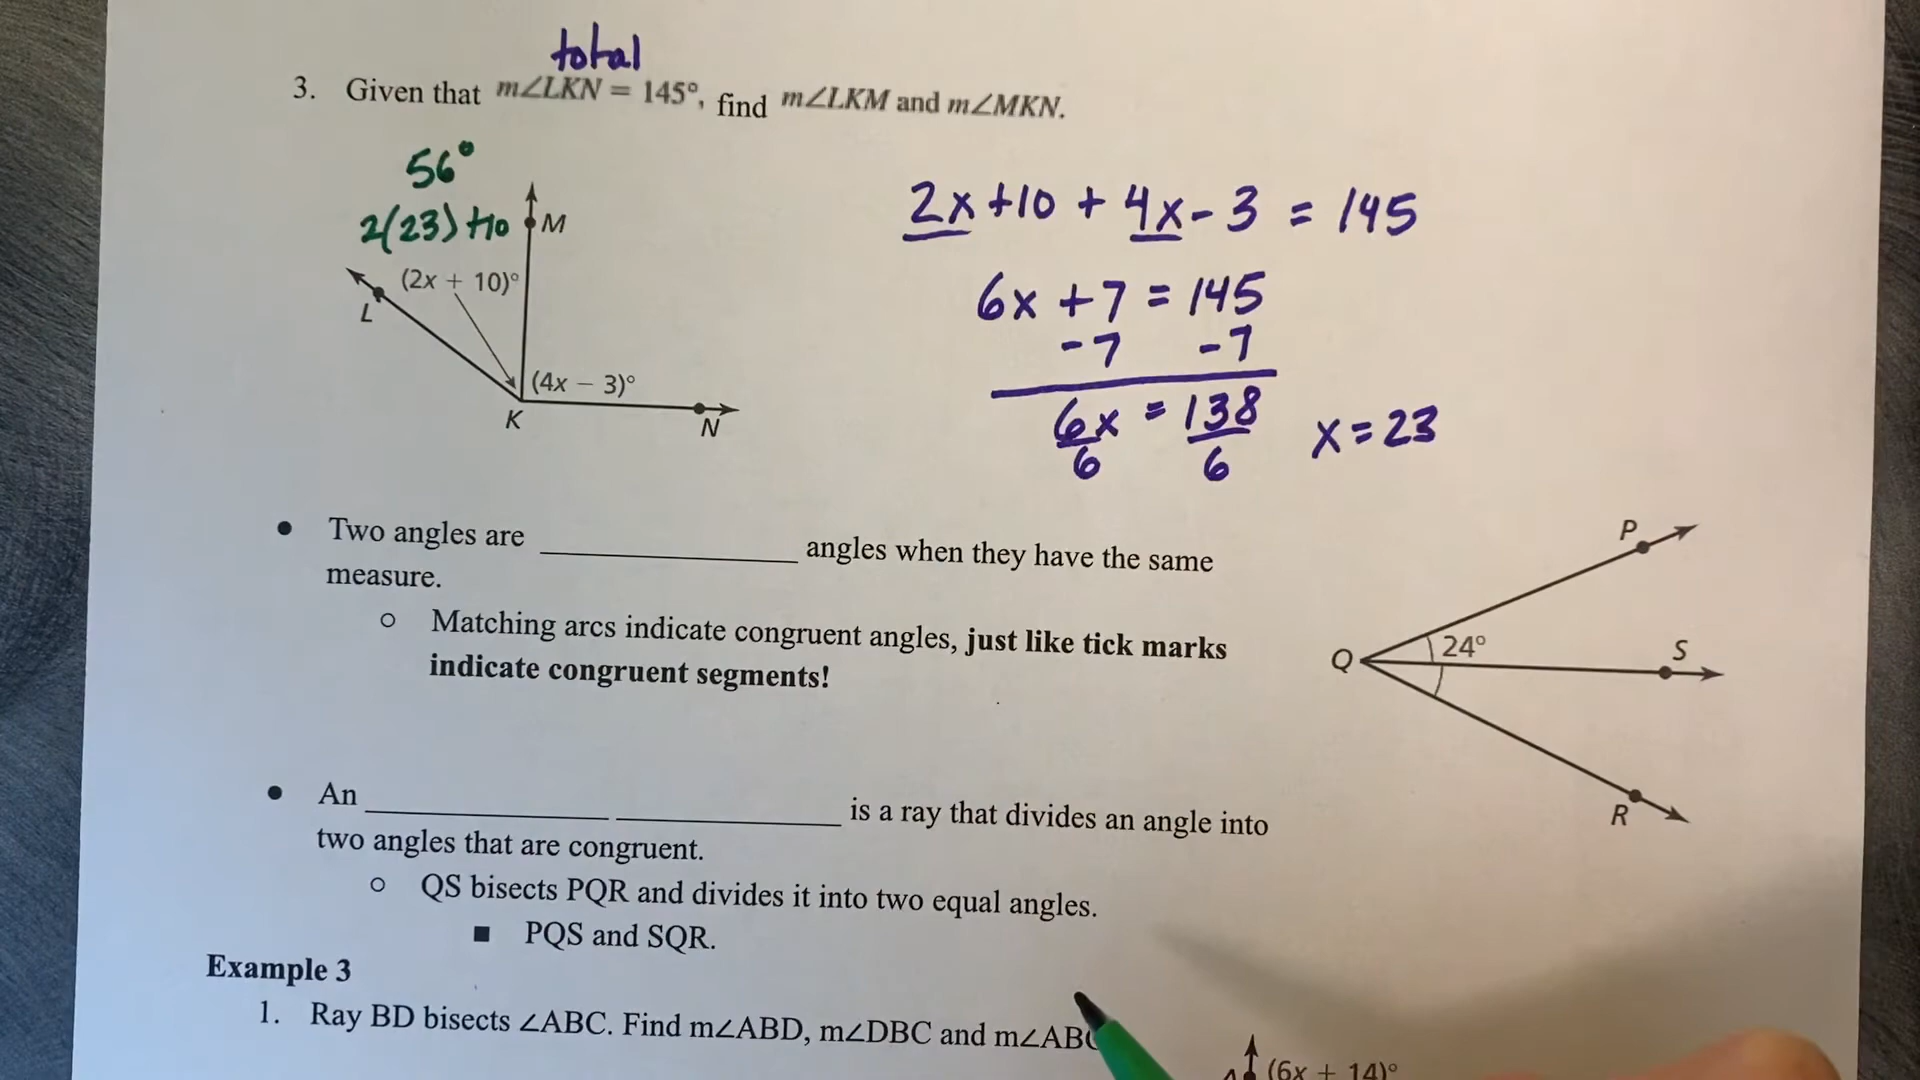 total
3. Given that m∠LKN = 145°, find m∠LKM and m∠MKN.
56°
2(23) +10
M
(2x + 10)°
L
(4x − 3)°
K
N
2x +10 + 4x - 3 = 145
6x + 7 = 145
-7 -7
6x = 138
6 6
x = 23
• Two angles are ____________ angles when they have the same
measure.
○ Matching arcs indicate congruent angles, just like tick marks
indicate congruent segments!
P
Q
24°
S
R
• An ____________ ____________ is a ray that divides an angle into
two angles that are congruent.
○ QS bisects PQR and divides it into two equal angles.
■ PQS and SQR.
Example 3
1. Ray BD bisects ∠ABC. Find m∠ABD, m∠DBC and
(6x + 14)°